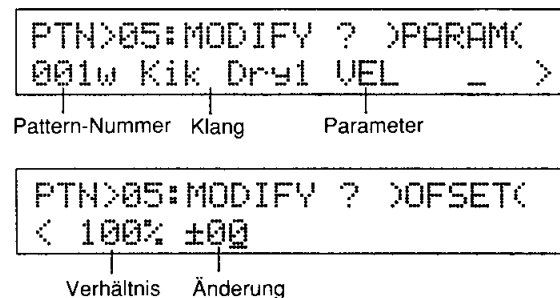 PTN>05:MODIFY ? )PARAM(
001w Kik Dry1 VEL _ >
Pattern-Nummer Klang Parameter
PTN>05:MODIFY ? )OFSET(
< 100% ±00
Verhältnis Änderung